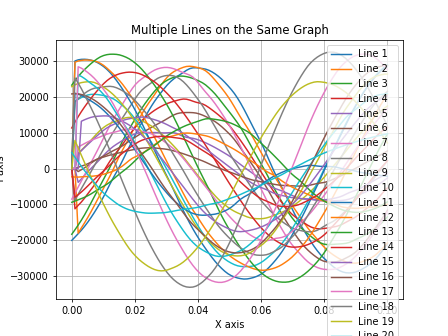 Multiple Lines on the Same Graph
30000
20000
10000
0
−10000
−20000
−30000
0.00
0.02
0.04
0.06
X axis
axis
Line 1
Line 2
Line 3
Line 4
Line 5
Line 6
Line 7
Line 8
Line 9
Line 10
Line 11
Line 12
Line 13
Line 14
Line 15
Line 16
Line 17
Line 18
Line 19
Line 20